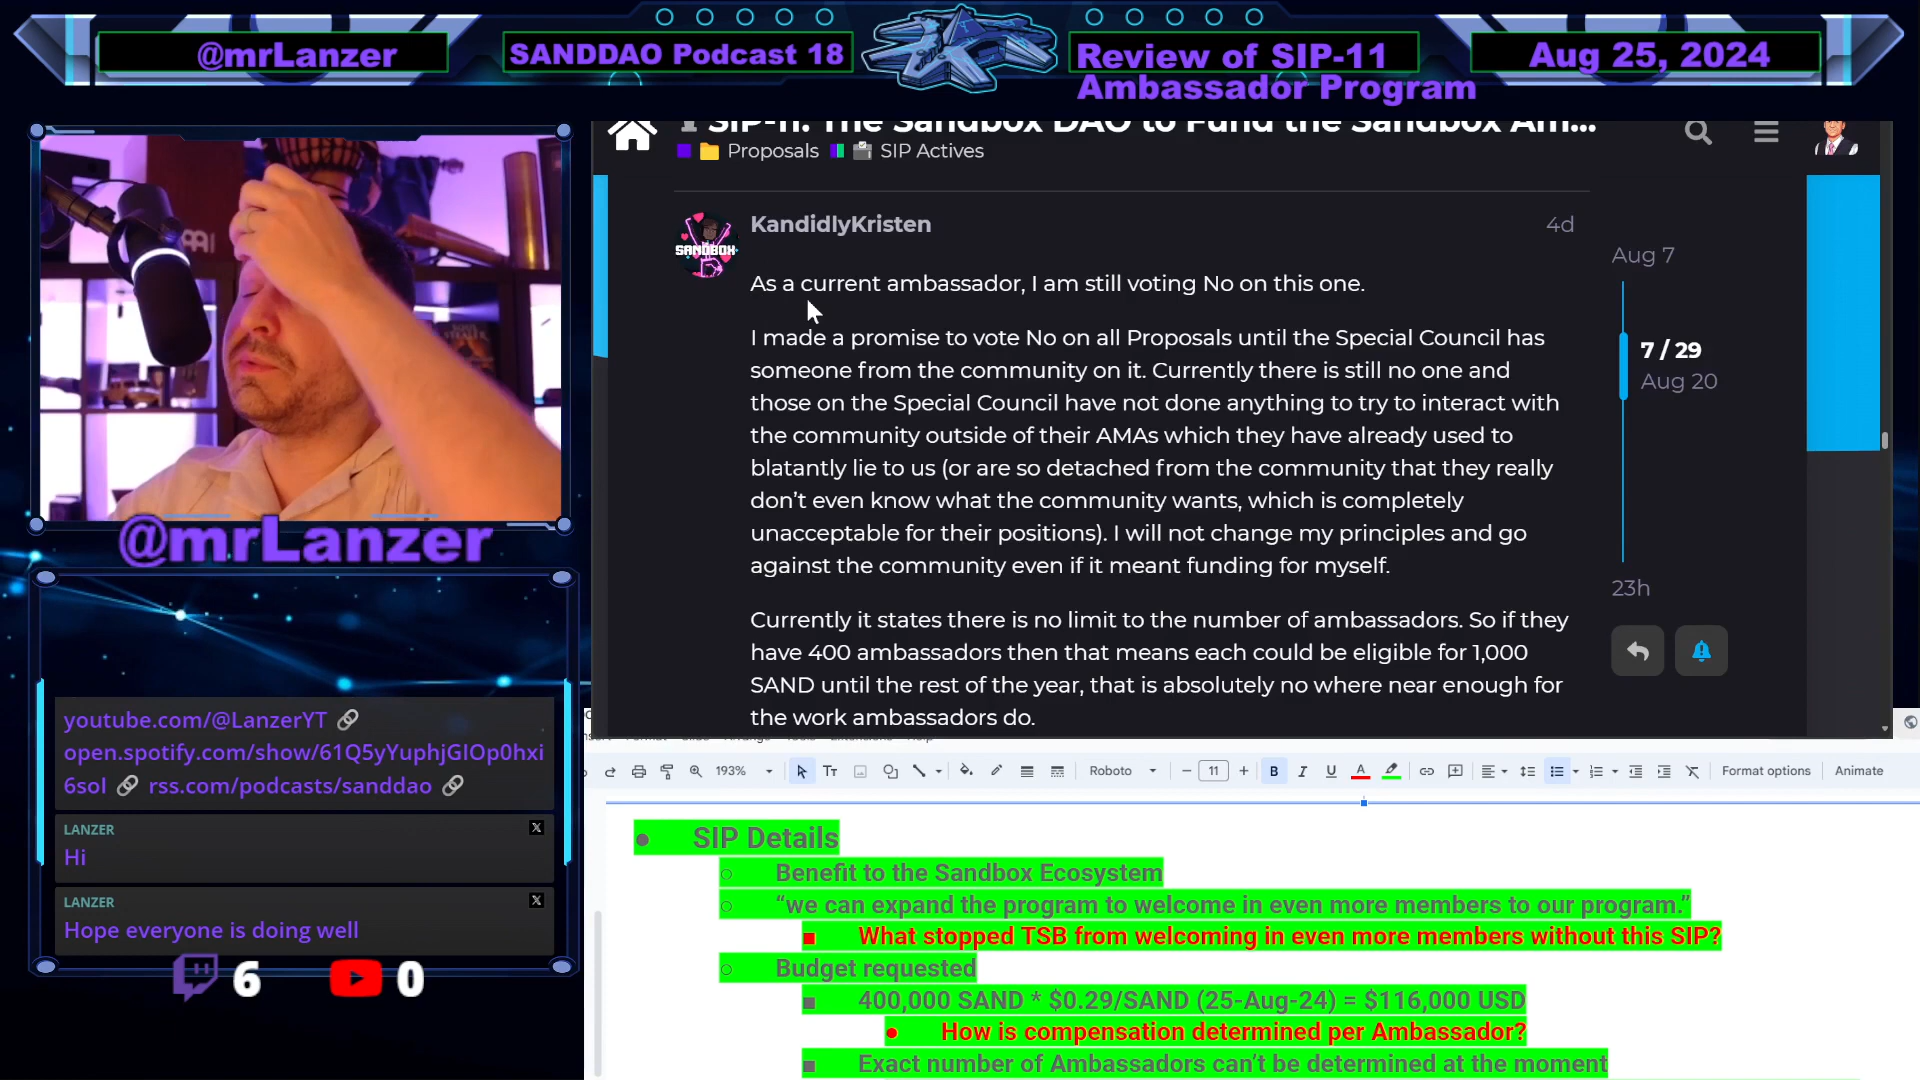 @mrLanzer
SANDDAO Podcast 18
Review of SIP-11
Ambassador Program
Aug 25, 2024
SIP-11: The Sandbox DAO to Fund the Sandbox Am...
Proposals SIP Actives
KandidlyKristen 4d
SANDBOX
As a current ambassador, I am still voting No on this one.
I made a promise to vote No on all Proposals until the Special Council has
someone from the community on it. Currently there is still no one and
those on the Special Council have not done anything to try to interact with
the community outside of their AMAs which they have already used to
blatantly lie to us (or are so detached from the community that they really
don't even know what the community wants, which is completely
unacceptable for their positions). I will not change my principles and go
against the community even if it meant funding for myself.
Currently it states there is no limit to the number of ambassadors. So if they
have 400 ambassadors then that means each could be eligible for 1,000
SAND until the rest of the year, that is absolutely no where near enough for
the work ambassadors do.
Aug 7
7 / 29
Aug 20
23h
@mrLanzer
youtube.com/@LanzerYT
open.spotify.com/show/61Q5yYuphjGIOp0hxi
6sol rss.com/podcasts/sanddao
LANZER
Hi
LANZER
Hope everyone is doing well
6 0
193% Roboto 11 Format options Animate
SIP Details
Benefit to the Sandbox Ecosystem
“we can expand the program to welcome in even more members to our program.”
What stopped TSB from welcoming in even more members without this SIP?
Budget requested
400,000 SAND * $0.29/SAND (25-Aug-24) = $116,000 USD
How is compensation determined per Ambassador?
Exact number of Ambassadors can't be determined at the moment